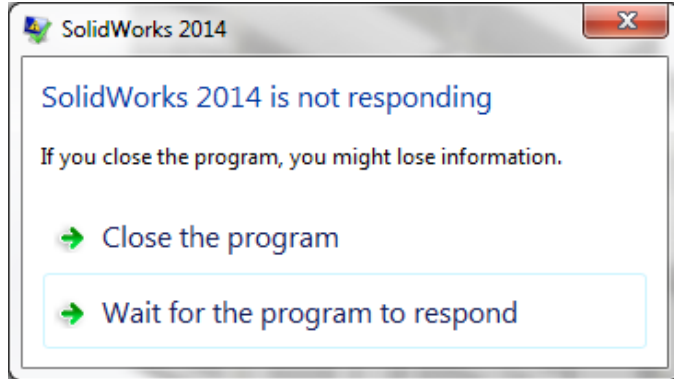 SolidWorks 2014
SolidWorks 2014 is not responding
If you close the program, you might lose information.
Close the program
Wait for the program to respond